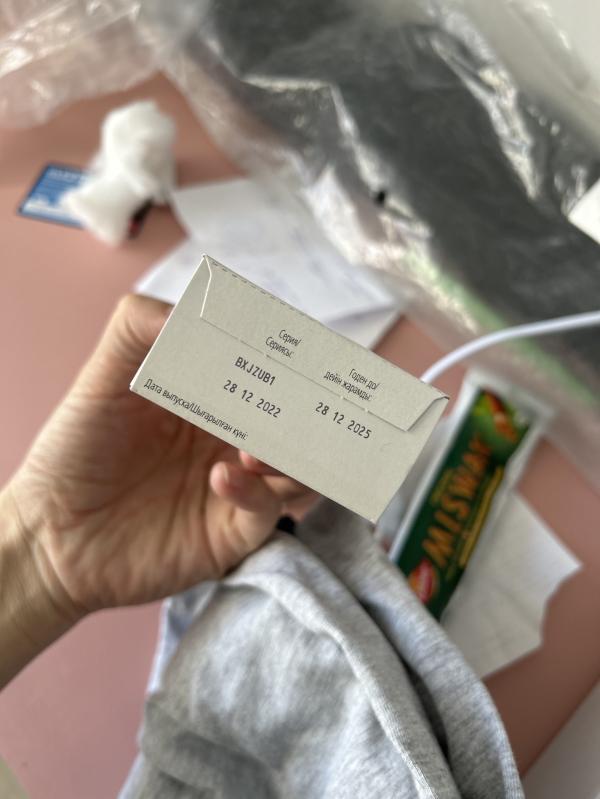 Серия/
Сериясы:
Годен до/
дейін жарамды:
BXJZUB1
28 12 2022
28 12 2025
Дата выпуска/Шығарылған күні:
MISWAK